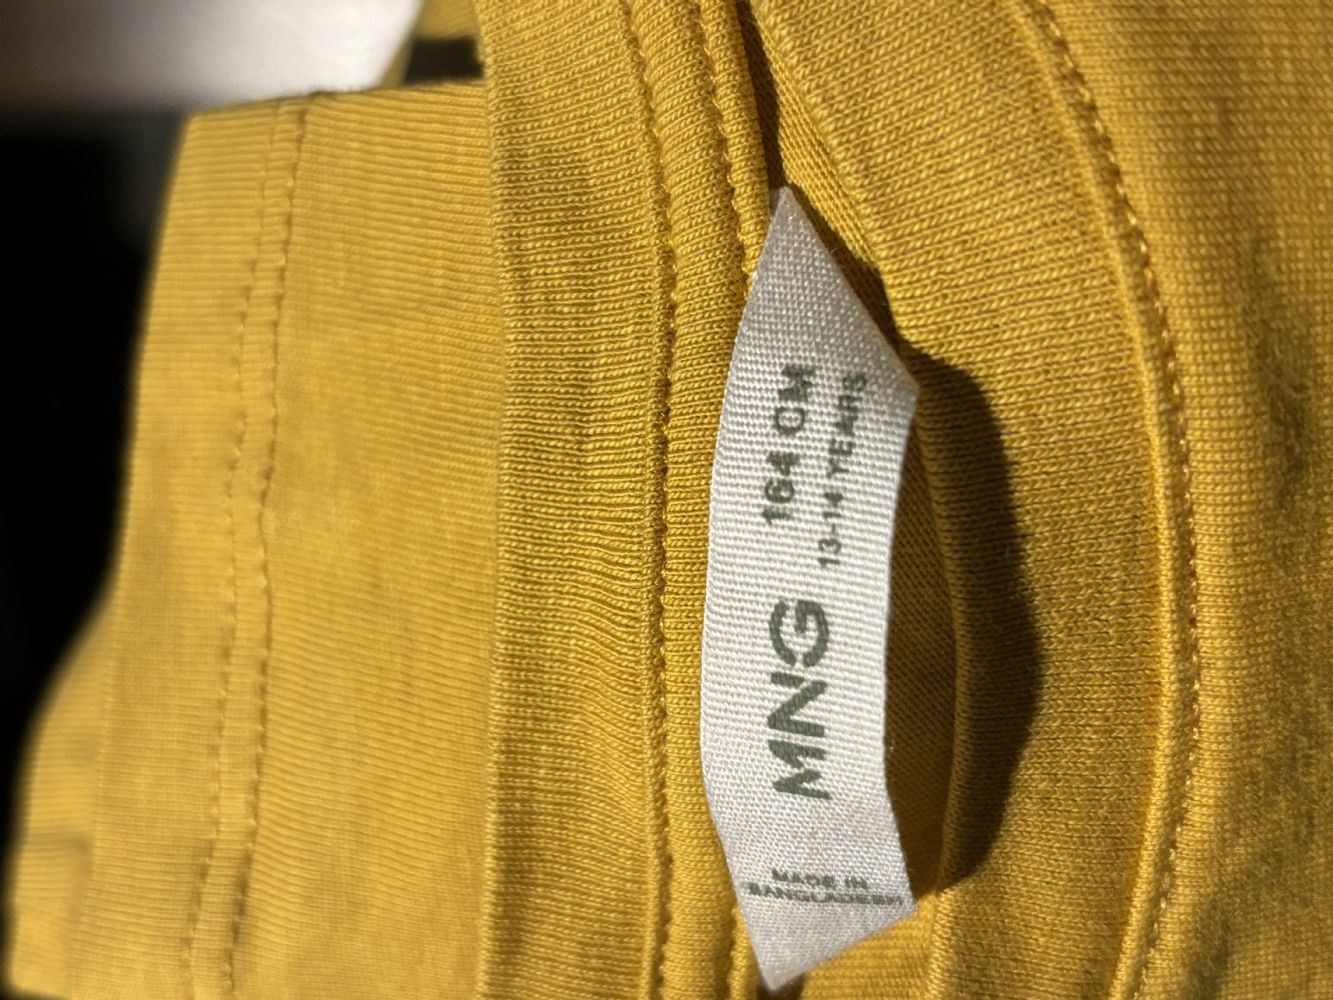 MADE IN
BANGLADESH
MNG
164 CM
13-14 YEARS